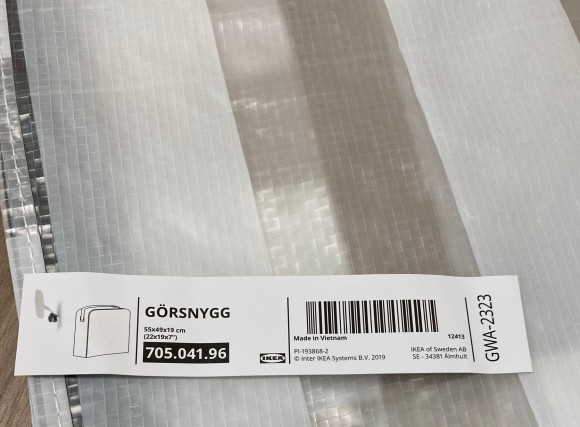 GÖRSNYGG
55x49x19 cm
(22x19x7")
705.041.96
IKEA
Made in Vietnam
12413
PI-193868-2
© Inter IKEA Systems B.V. 2019
IKEA of Sweden AB
SE - 34381 Älmhult
GWA-2323